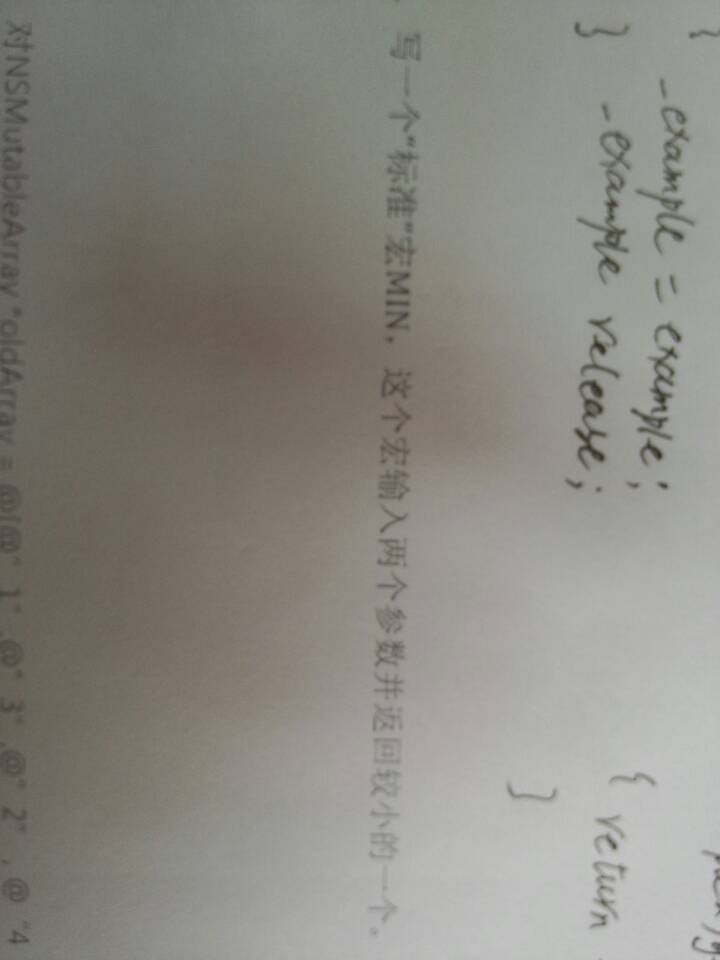 {
_example = example;
} _example release;
{ return
}
写一个"标准"宏MIN，这个宏输入两个参数并返回较小的一个。
对NSMutableArray *oldArray = @[@" 1" ,@" 3" ,@" 2" , @ "4